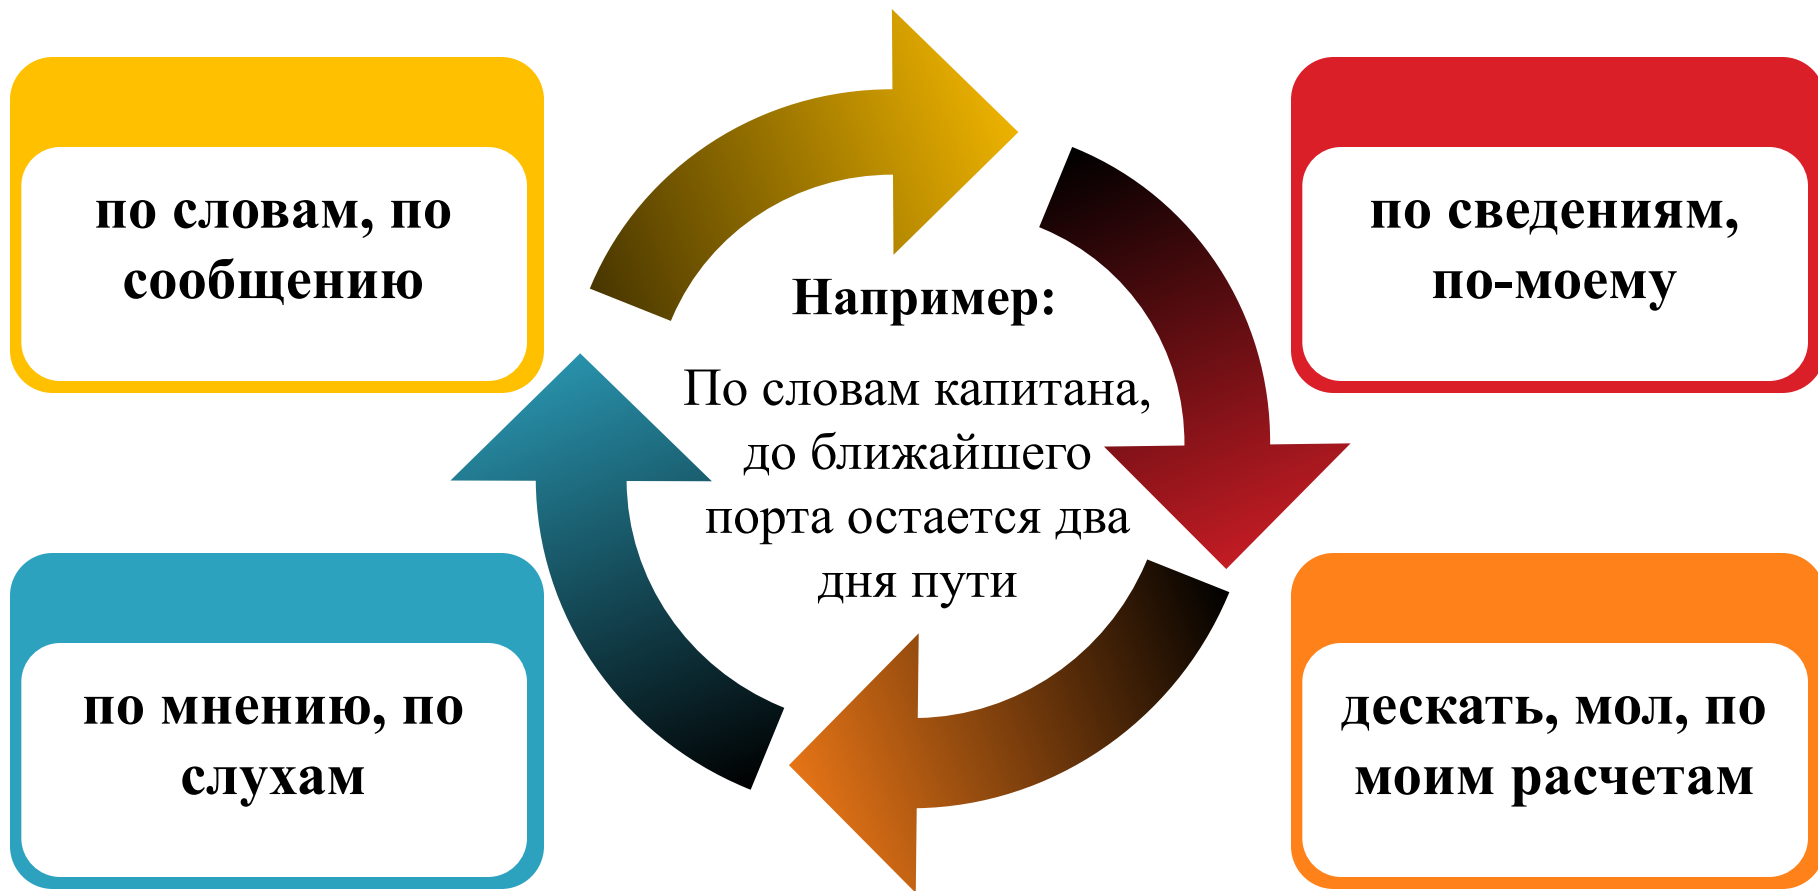 по словам, по
сообщению
по сведениям,
по-моему
Например:
По словам капитана,
до ближайшего
порта остается два
дня пути
по мнению, по
слухам
дескать, мол, по
моим расчетам